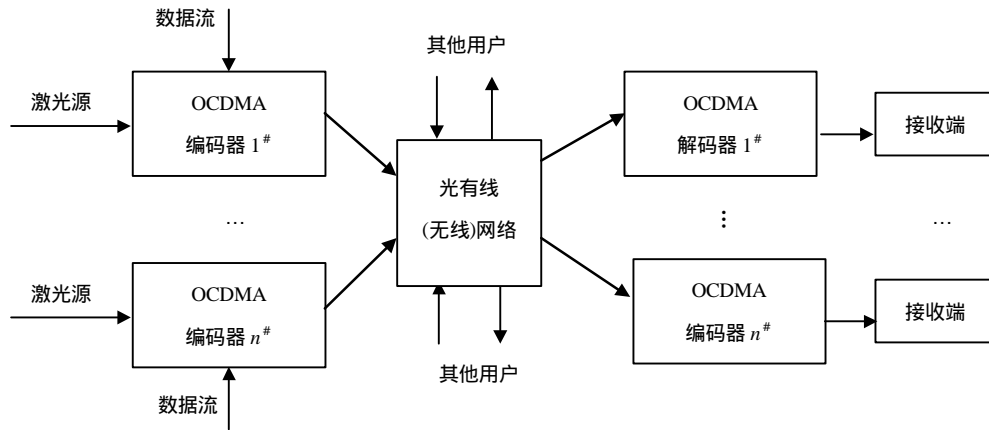 数据流
激光源
OCDMA
编码器 1#
其他用户
OCDMA
解码器 1#
接收端
光有线
(无线)网络
…
⋮
…
激光源
OCDMA
编码器 n#
数据流
其他用户
OCDMA
编码器 n#
接收端